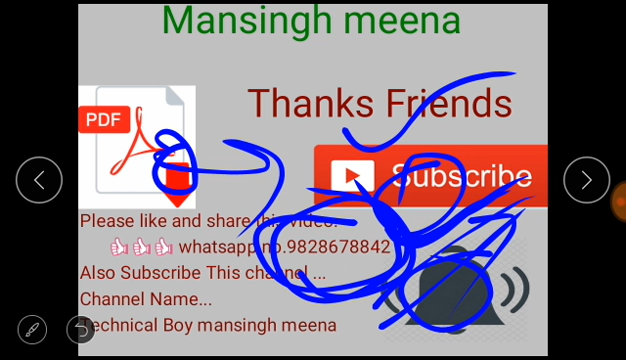 Mansingh meena
PDF
Thanks Friends
Subscribe
Please like and share this video.
👍👍👍 whatsapp no.9828678842
Also Subscribe This channel ...
Channel Name...
Technical Boy mansingh meena